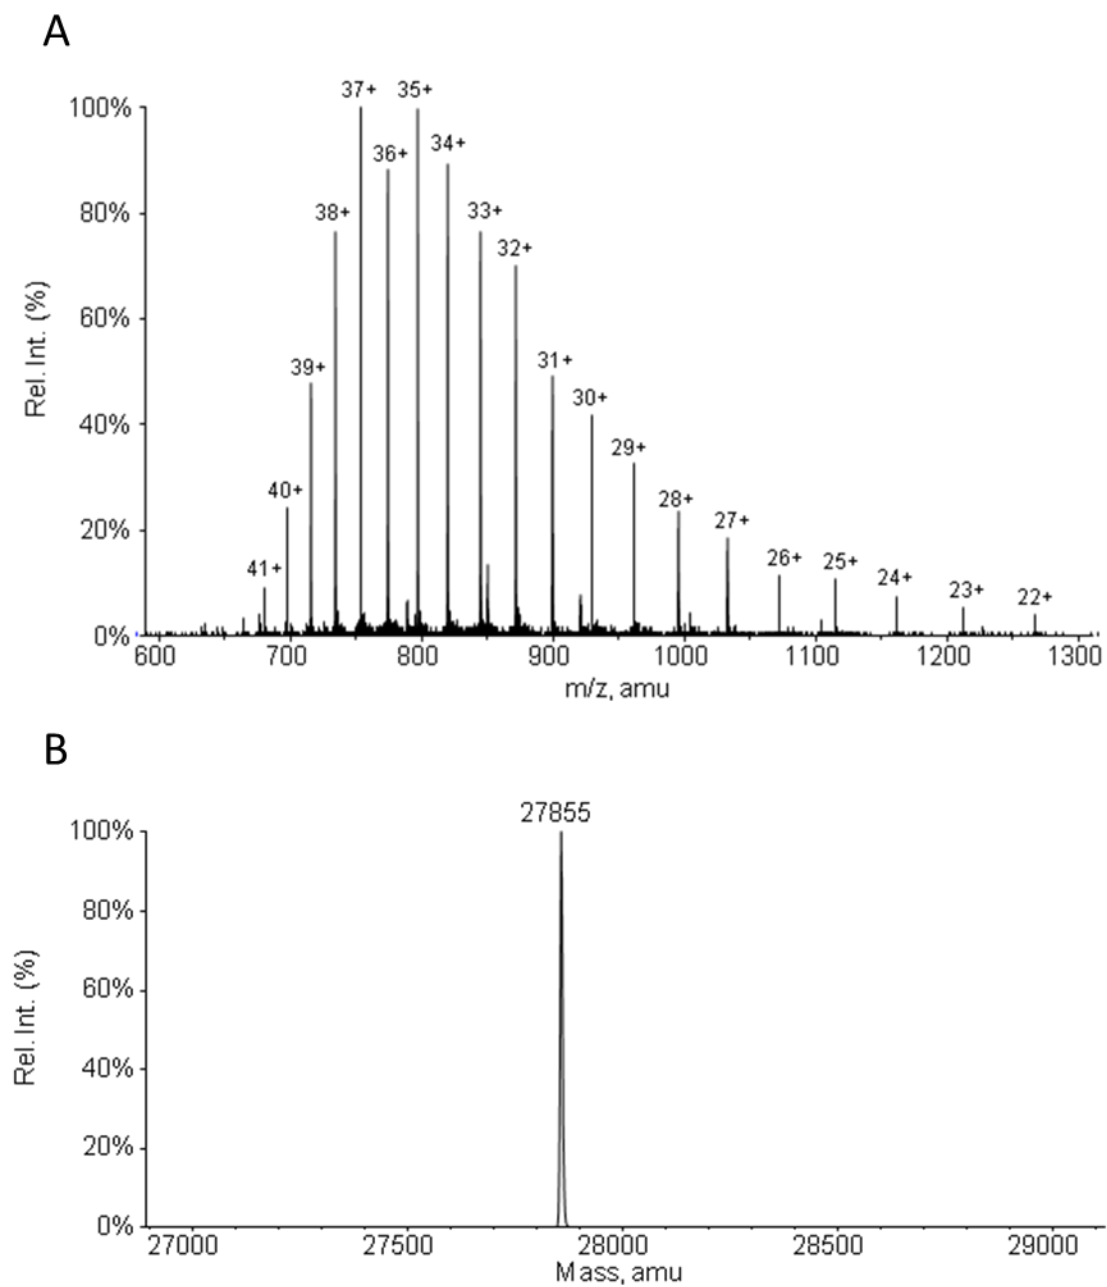 A
37+ 35+
100%
36+ 34+
38+ 33+
80%
32+
60%
31+
39+
30+
40%
29+
40+ 28+
27+
20%
41+ 26+ 25+
24+ 23+ 22+
0%
600 700 800 900 1000 1100 1200 1300
m/z, amu
Rel. Int. (%)
B
27855
100%
80%
60%
40%
20%
0%
27000 27500 28000 28500 29000
Mass, amu
Rel. Int. (%)